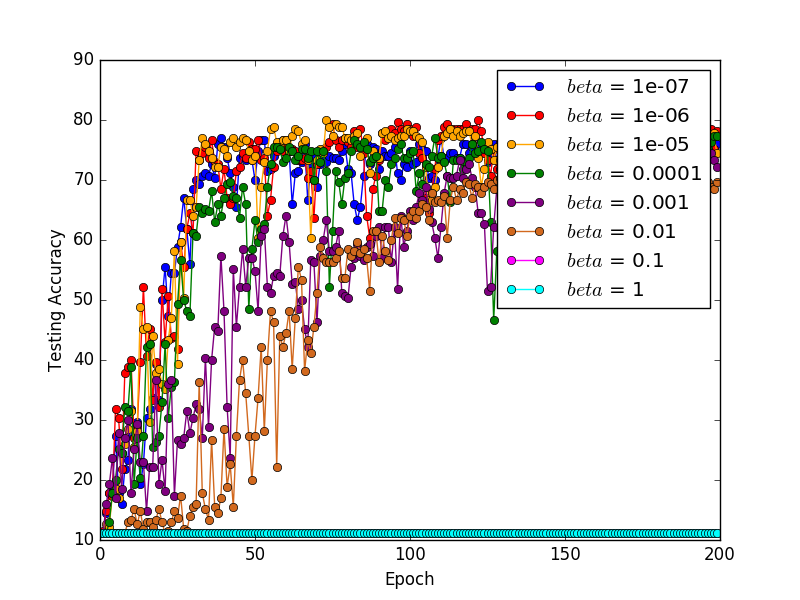 90
80
70
60
50
40
30
20
10
Testing Accuracy
beta = 1e-07
beta = 1e-06
beta = 1e-05
beta = 0.0001
beta = 0.001
beta = 0.01
beta = 0.1
beta = 1
0 50 100 150 200
Epoch